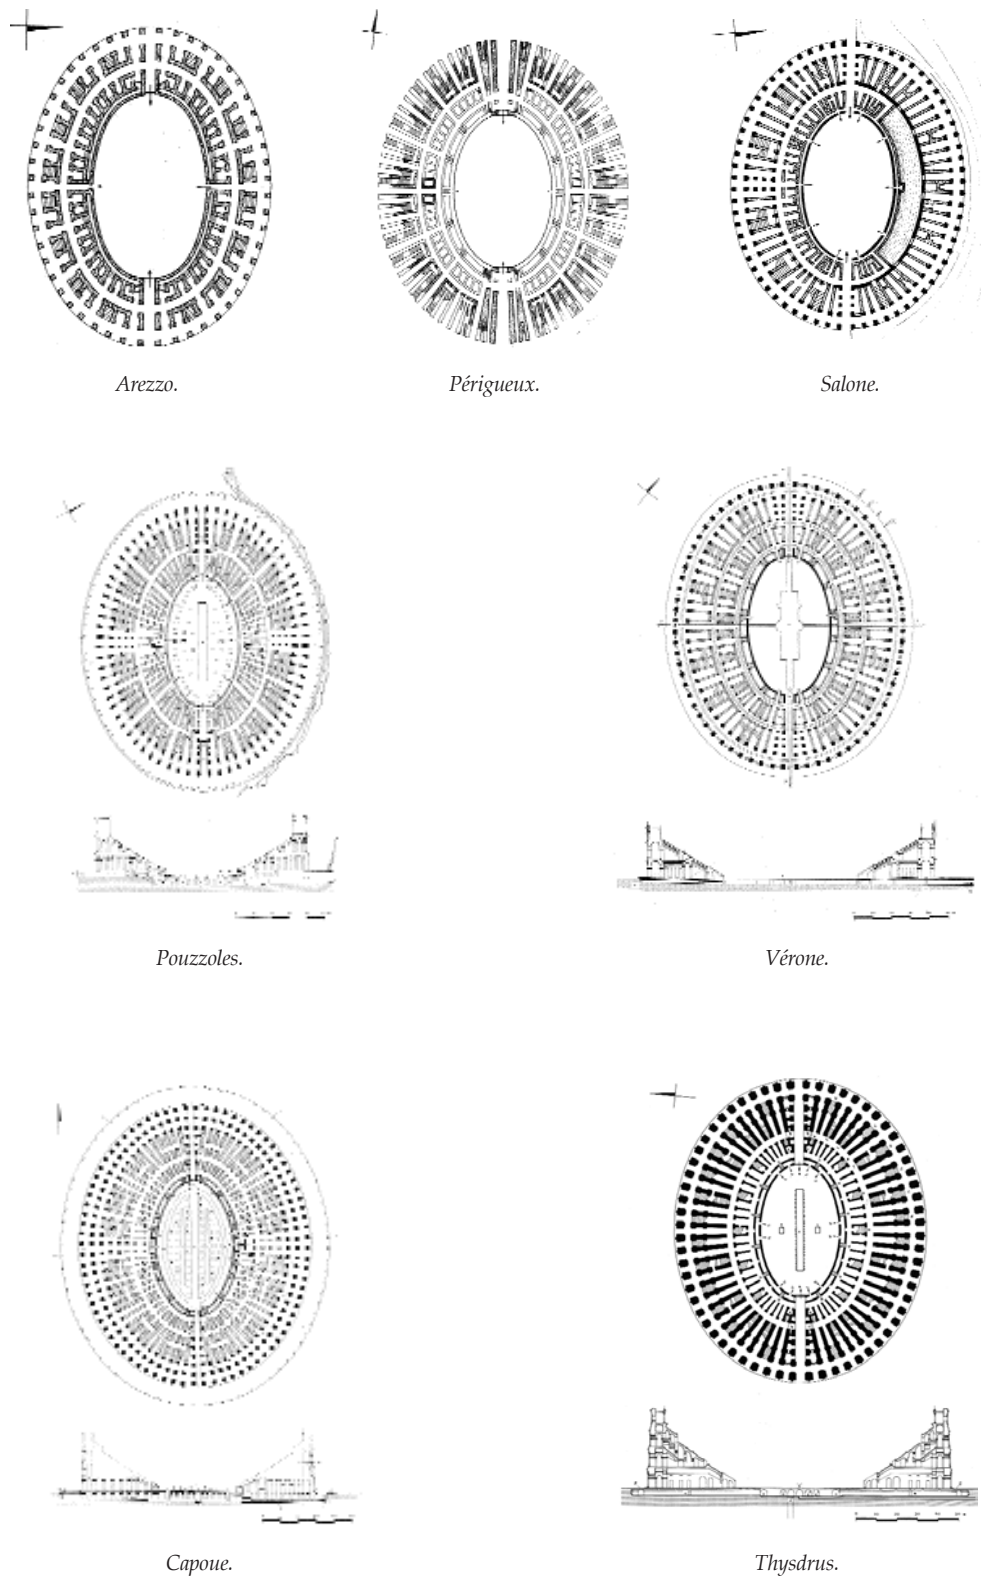 Arezzo.
Périgueux.
Salone.
Pouzzoles.
Vérone.
Capoue.
Thysdrus.